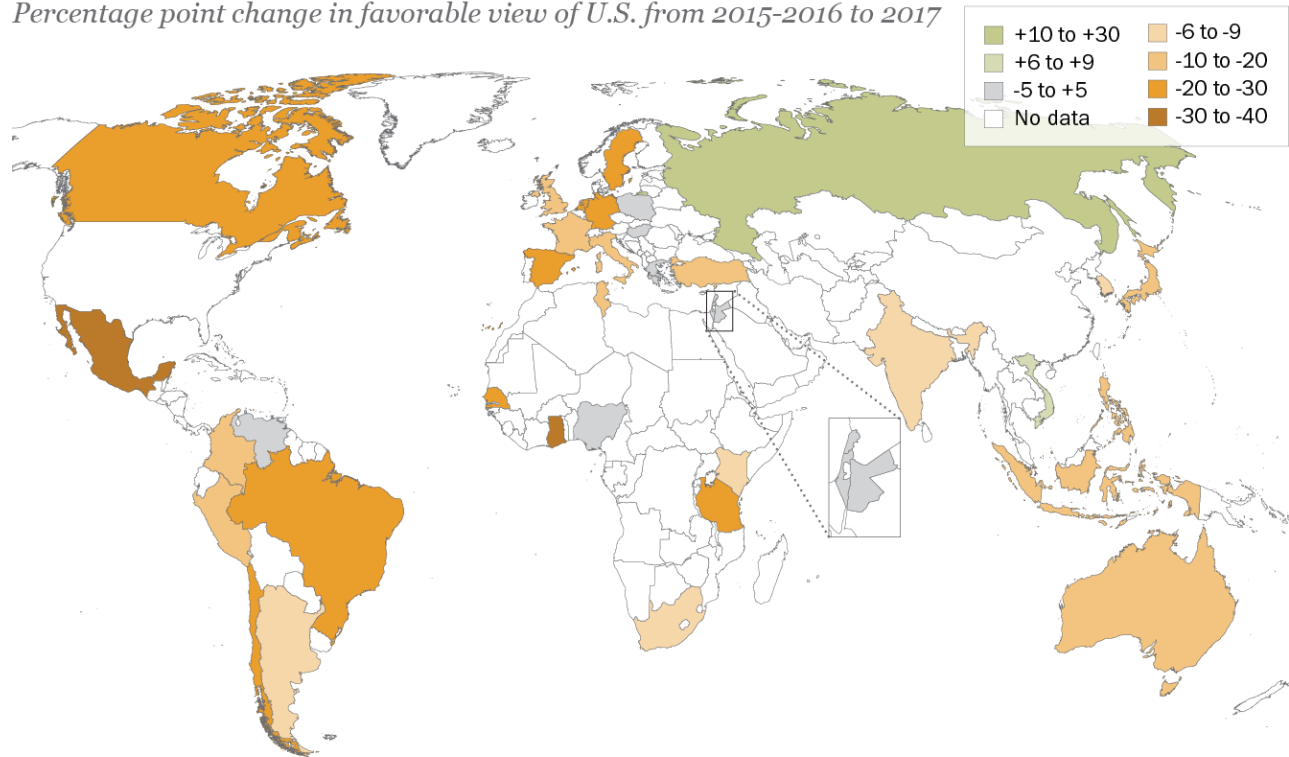 Percentage point change in favorable view of U.S. from 2015-2016 to 2017
+10 to +30
+6 to +9
-5 to +5
No data
-6 to -9
-10 to -20
-20 to -30
-30 to -40